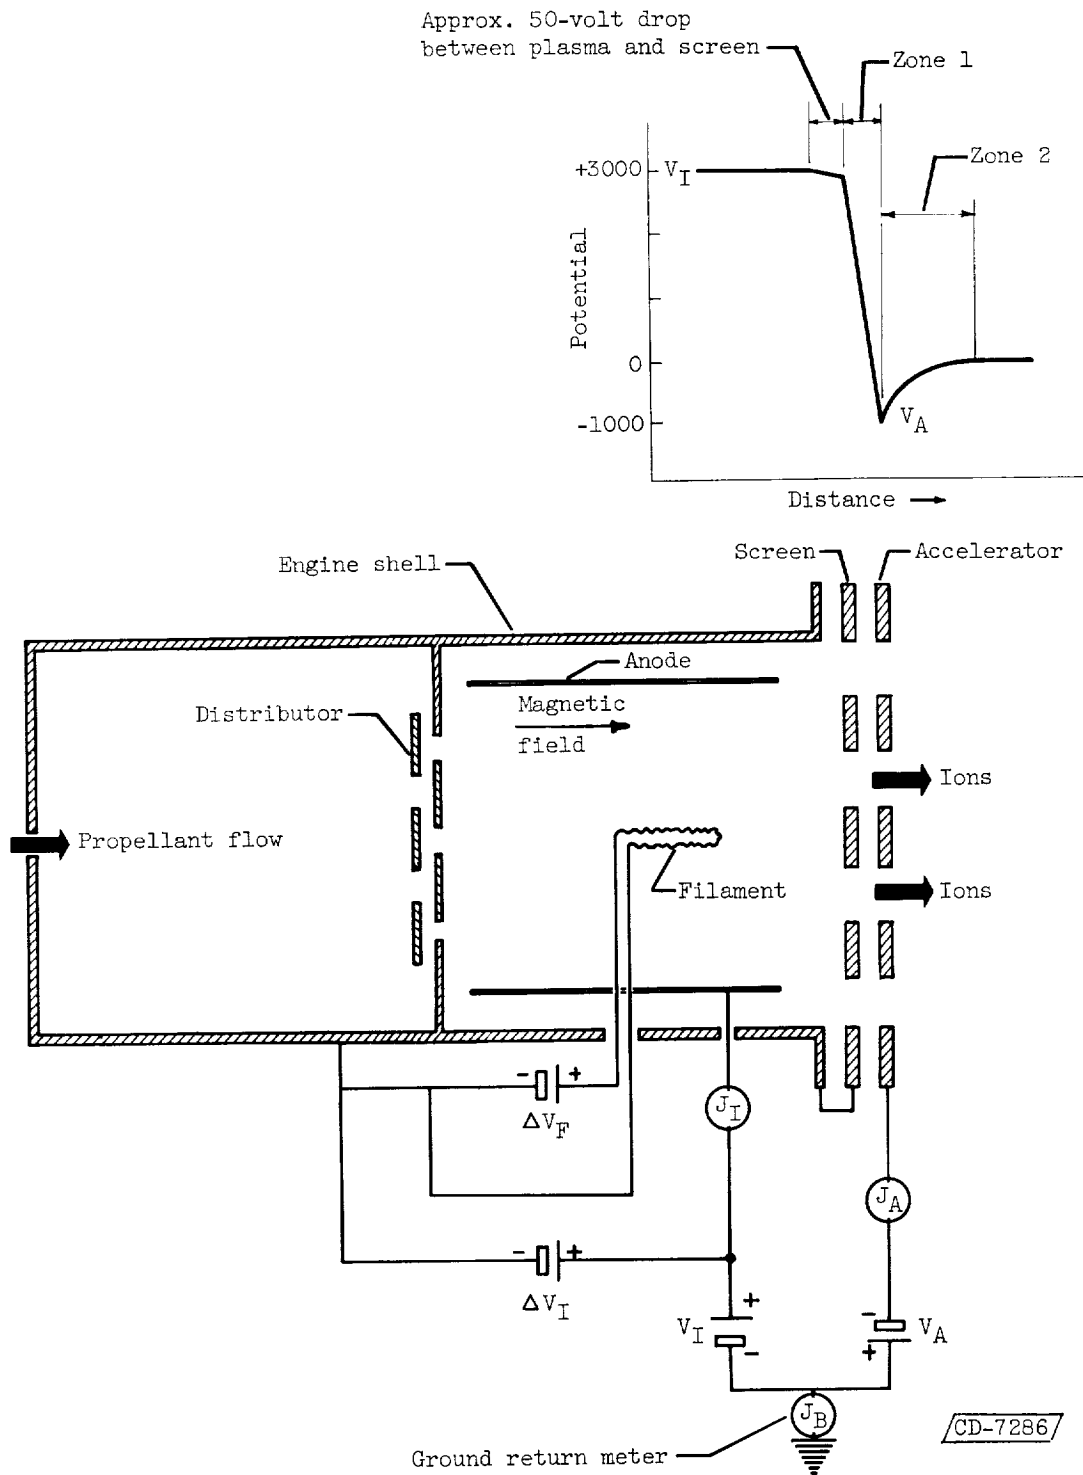 Approx. 50-volt drop
between plasma and screen
Zone 1
Zone 2
+3000
V_I
Potential
0
-1000
V_A
Distance
Screen
Accelerator
Engine shell
Anode
Magnetic
field
Distributor
Ions
Propellant flow
Filament
Ions
- +
ΔV_F
J_I
J_A
- +
ΔV_I
+
V_I
-
-
V_A
+
J_B
Ground return meter
CD-7286